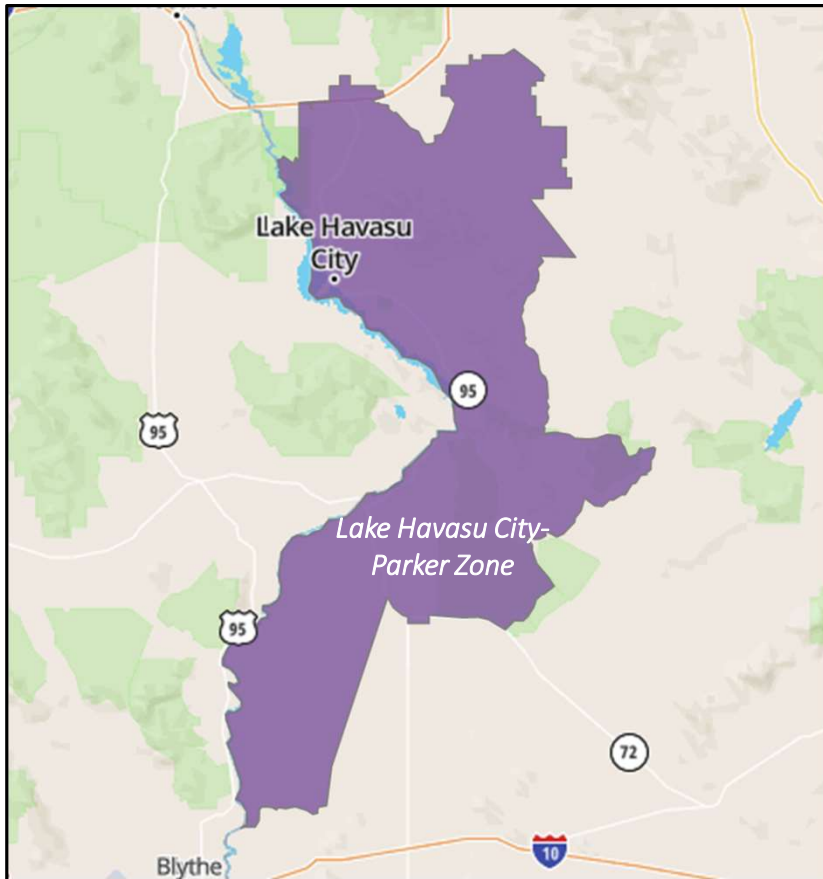 Lake Havasu
City
95
95
Lake Havasu City-
Parker Zone
95
72
10
Blythe